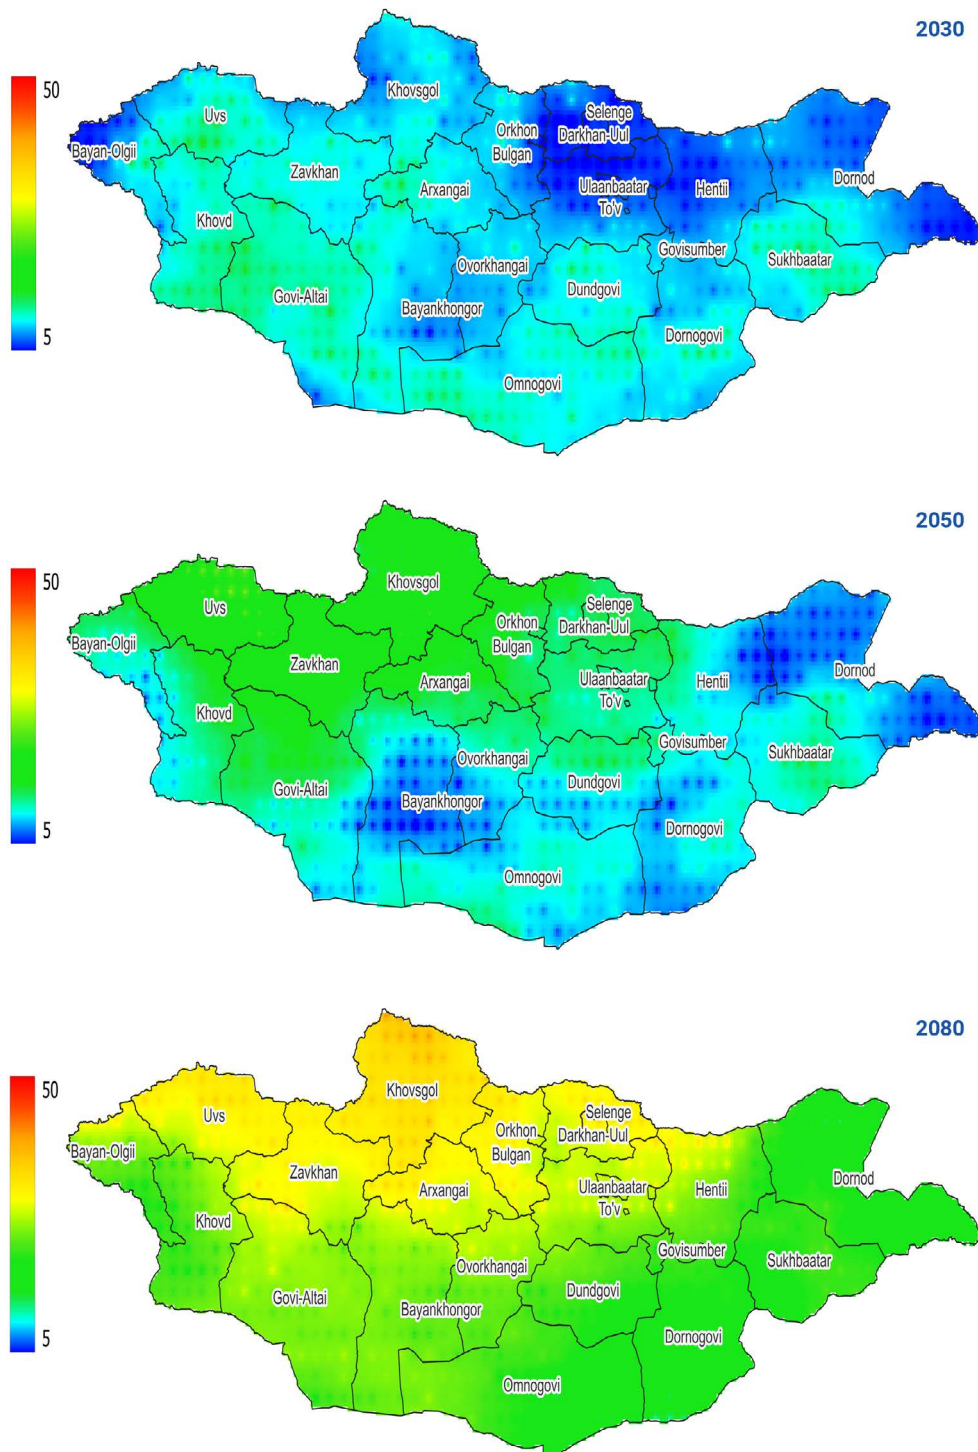 2030
50
5
Khovsgol
Uvs
Selenge
Orkhon
Darkhan-Uul
Bayan-Olgii
Bulgan
Zavkhan
Arxangai
Ulaanbaatar
Hentii
Dornod
To'v
Khovd
Govisumber
Ovorkhangai
Sukhbaatar
Govi-Altai
Dundgovi
Bayankhongor
Dornogovi
Omnogovi
2050
50
5
Khovsgol
Uvs
Selenge
Orkhon
Darkhan-Uul
Bayan-Olgii
Bulgan
Zavkhan
Arxangai
Ulaanbaatar
Hentii
Dornod
To'v
Khovd
Govisumber
Ovorkhangai
Sukhbaatar
Govi-Altai
Dundgovi
Bayankhongor
Dornogovi
Omnogovi
2080
50
5
Khovsgol
Uvs
Selenge
Orkhon
Darkhan-Uul
Bayan-Olgii
Bulgan
Zavkhan
Arxangai
Ulaanbaatar
Hentii
Dornod
To'v
Khovd
Govisumber
Ovorkhangai
Sukhbaatar
Govi-Altai
Dundgovi
Bayankhongor
Dornogovi
Omnogovi